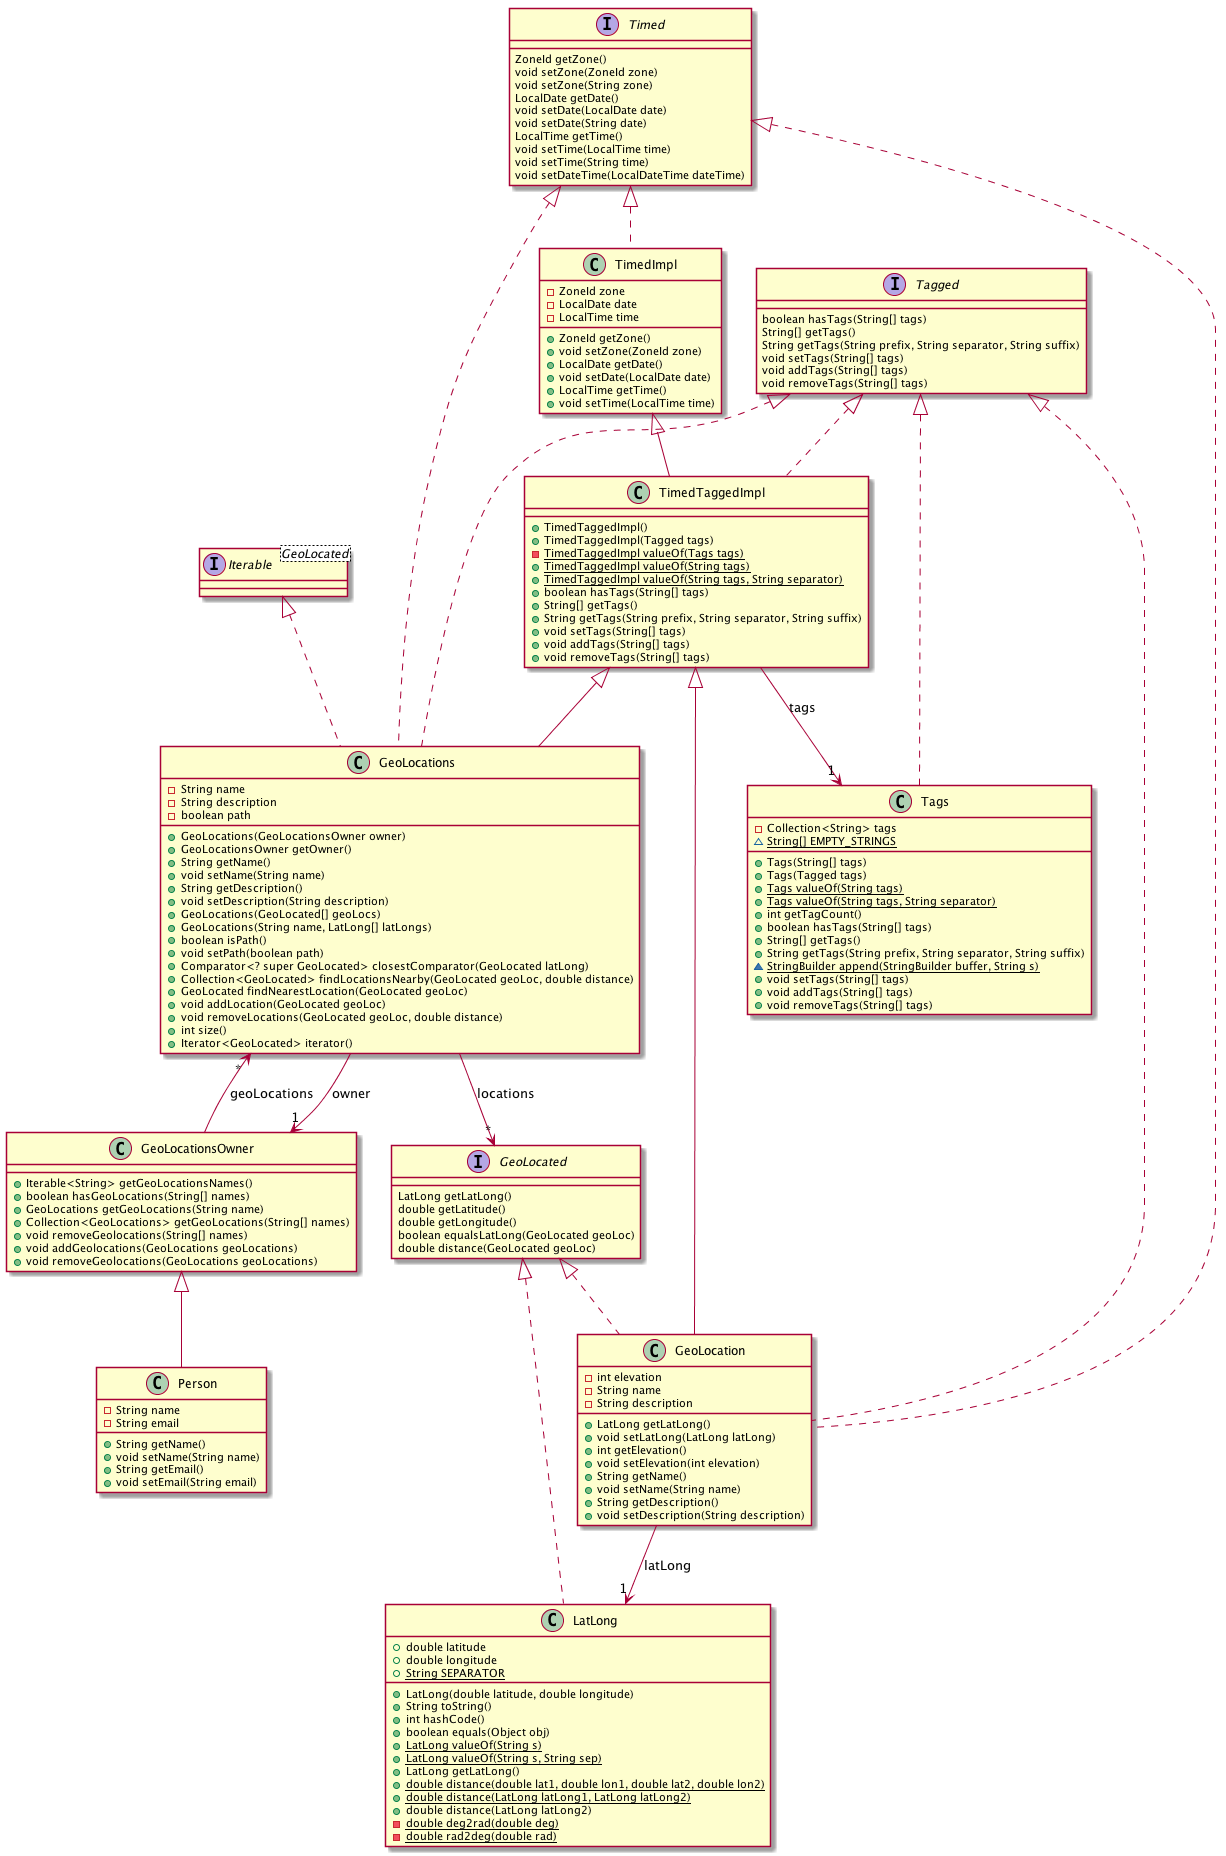 I Timed
ZoneId getZone()
void setZone(ZoneId zone)
void setZone(String zone)
LocalDate getDate()
void setDate(LocalDate date)
void setDate(String date)
LocalTime getTime()
void setTime(LocalTime time)
void setTime(String time)
void setDateTime(LocalDateTime dateTime)
C TimedImpl
ZoneId zone
LocalDate date
LocalTime time
ZoneId getZone()
void setZone(ZoneId zone)
LocalDate getDate()
void setDate(LocalDate date)
LocalTime getTime()
void setTime(LocalTime time)
I Tagged
boolean hasTags(String[] tags)
String[] getTags()
String getTags(String prefix, String separator, String suffix)
void setTags(String[] tags)
void addTags(String[] tags)
void removeTags(String[] tags)
C TimedTaggedImpl
TimedTaggedImpl()
TimedTaggedImpl(Tagged tags)
TimedTaggedImpl valueOf(Tags tags)
TimedTaggedImpl valueOf(String tags)
TimedTaggedImpl valueOf(String tags, String separator)
boolean hasTags(String[] tags)
String[] getTags()
String getTags(String prefix, String separator, String suffix)
void setTags(String[] tags)
void addTags(String[] tags)
void removeTags(String[] tags)
GeoLocated
I Iterable
tags
1
C GeoLocations
String name
String description
boolean path
GeoLocations(GeoLocationsOwner owner)
GeoLocationsOwner getOwner()
String getName()
void setName(String name)
String getDescription()
void setDescription(String description)
GeoLocations(GeoLocated[] geoLocs)
GeoLocations(String name, LatLong[] latLongs)
boolean isPath()
void setPath(boolean path)
Comparator<? super GeoLocated> closestComparator(GeoLocated latLong)
Collection<GeoLocated> findLocationsNearby(GeoLocated geoLoc, double distance)
GeoLocated findNearestLocation(GeoLocated geoLoc)
void addLocation(GeoLocated geoLoc)
void removeLocations(GeoLocated geoLoc, double distance)
int size()
Iterator<GeoLocated> iterator()
C Tags
Collection<String> tags
String[] EMPTY_STRINGS
Tags(String[] tags)
Tags(Tagged tags)
Tags valueOf(String tags)
Tags valueOf(String tags, String separator)
int getTagCount()
boolean hasTags(String[] tags)
String[] getTags()
String getTags(String prefix, String separator, String suffix)
StringBuilder append(StringBuilder buffer, String s)
void setTags(String[] tags)
void addTags(String[] tags)
void removeTags(String[] tags)
*
geoLocations
owner
1
locations
*
C GeoLocationsOwner
Iterable<String> getGeoLocationsNames()
boolean hasGeoLocations(String[] names)
GeoLocations getGeoLocations(String name)
Collection<GeoLocations> getGeoLocations(String[] names)
void removeGeolocations(String[] names)
void addGeolocations(GeoLocations geoLocations)
void removeGeolocations(GeoLocations geoLocations)
I GeoLocated
LatLong getLatLong()
double getLatitude()
double getLongitude()
boolean equalsLatLong(GeoLocated geoLoc)
double distance(GeoLocated geoLoc)
C Person
String name
String email
String getName()
void setName(String name)
String getEmail()
void setEmail(String email)
C GeoLocation
int elevation
String name
String description
LatLong getLatLong()
void setLatLong(LatLong latLong)
int getElevation()
void setElevation(int elevation)
String getName()
void setName(String name)
String getDescription()
void setDescription(String description)
latLong
1
C LatLong
double latitude
double longitude
String SEPARATOR
LatLong(double latitude, double longitude)
String toString()
int hashCode()
boolean equals(Object obj)
LatLong valueOf(String s)
LatLong valueOf(String s, String sep)
LatLong getLatLong()
double distance(double lat1, double lon1, double lat2, double lon2)
double distance(LatLong latLong1, LatLong latLong2)
double distance(LatLong latLong2)
double deg2rad(double deg)
double rad2deg(double rad)